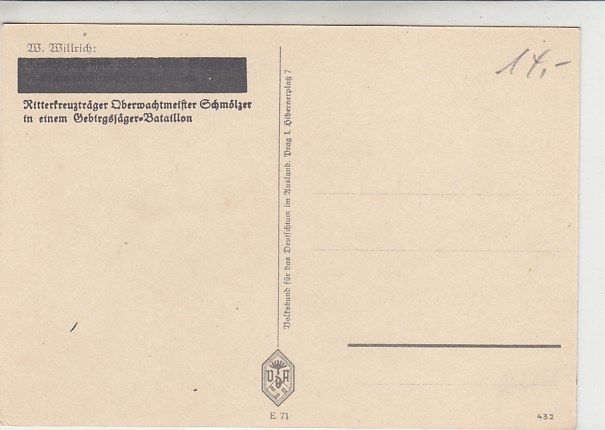 W. Willrich:
Ritterkreuzträger Oberwachtmeister Schmölzer
in einem Gebirgsjäger-Bataillon
14,-
Volksbund für das Deutschtum im Ausland. Prag I, Hibernerplatz 7
VDA
E 71
432